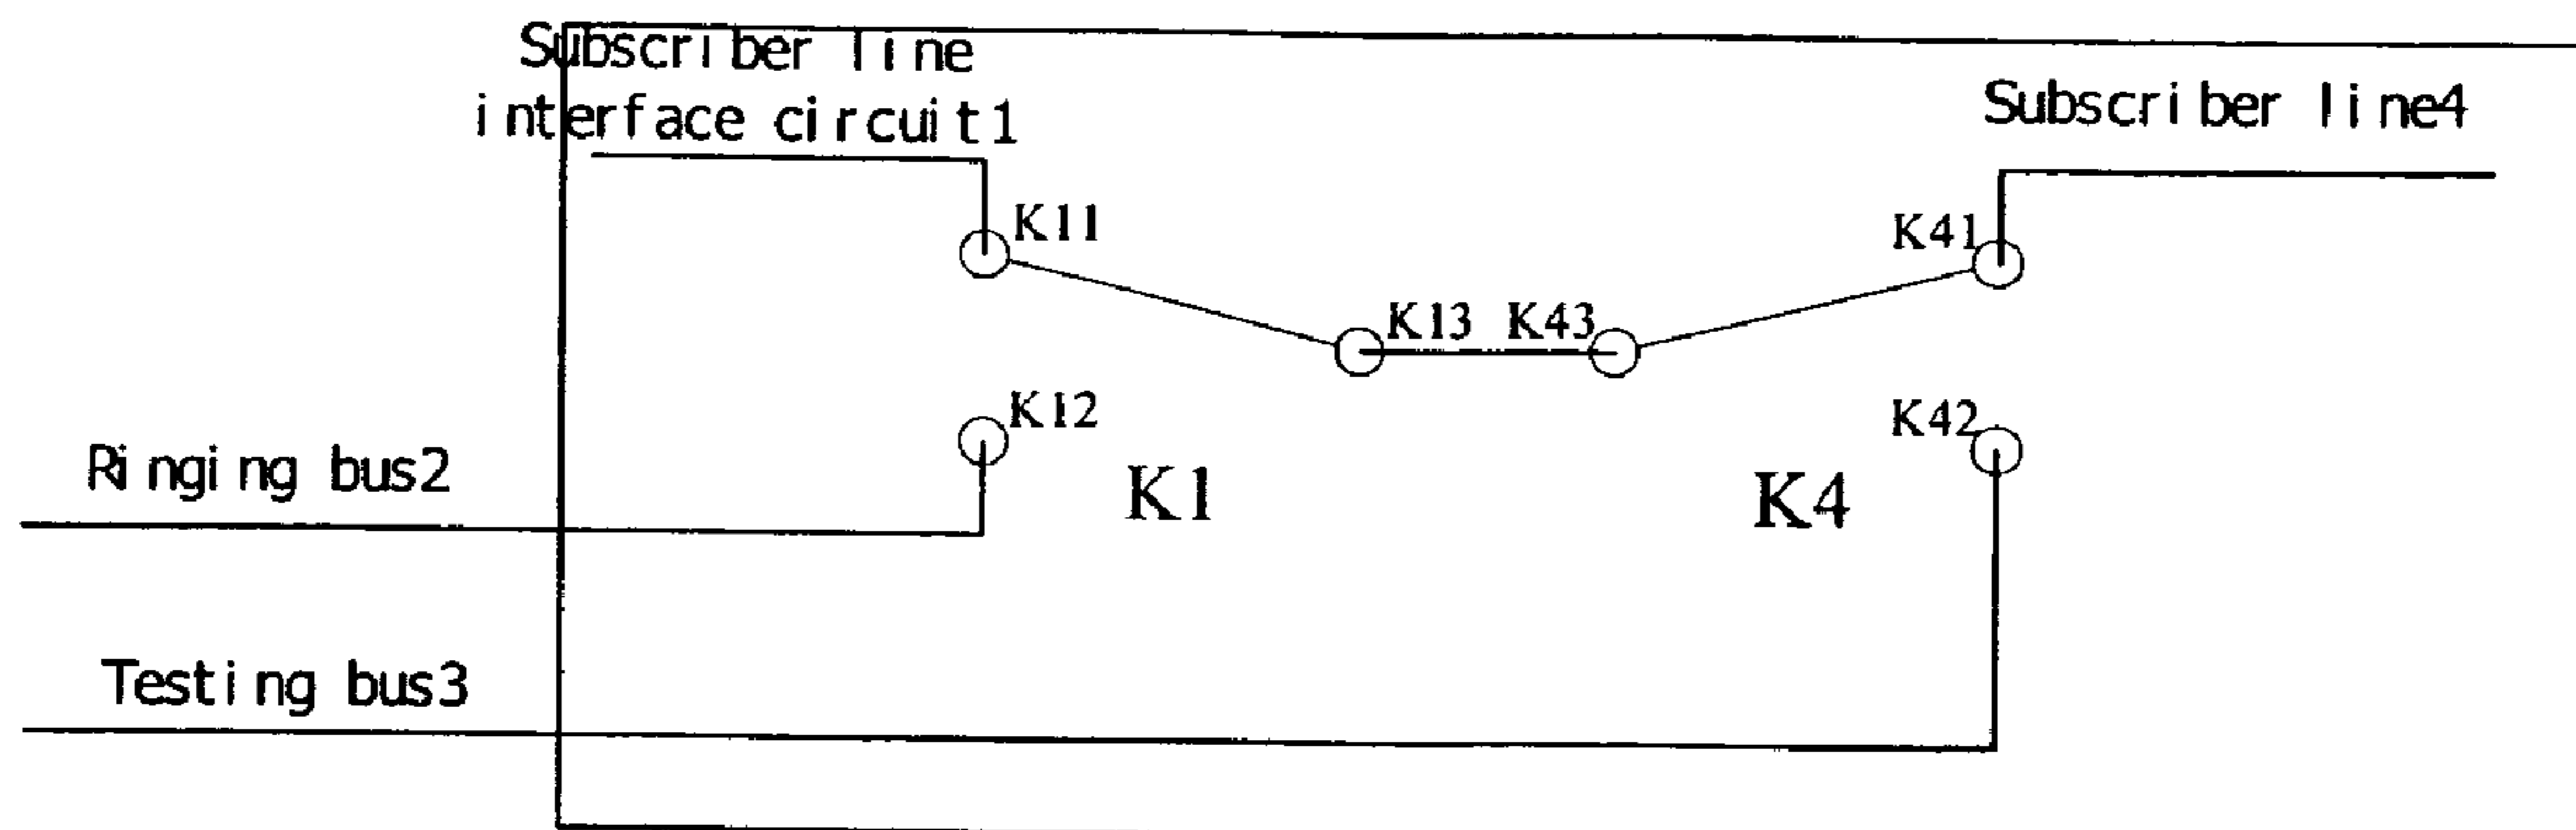 Subscriber line
interface circuit1
Subscriber line4
K11
K41
K13 K43
K12
K42
Ringing bus2
K1
K4
Testing bus3